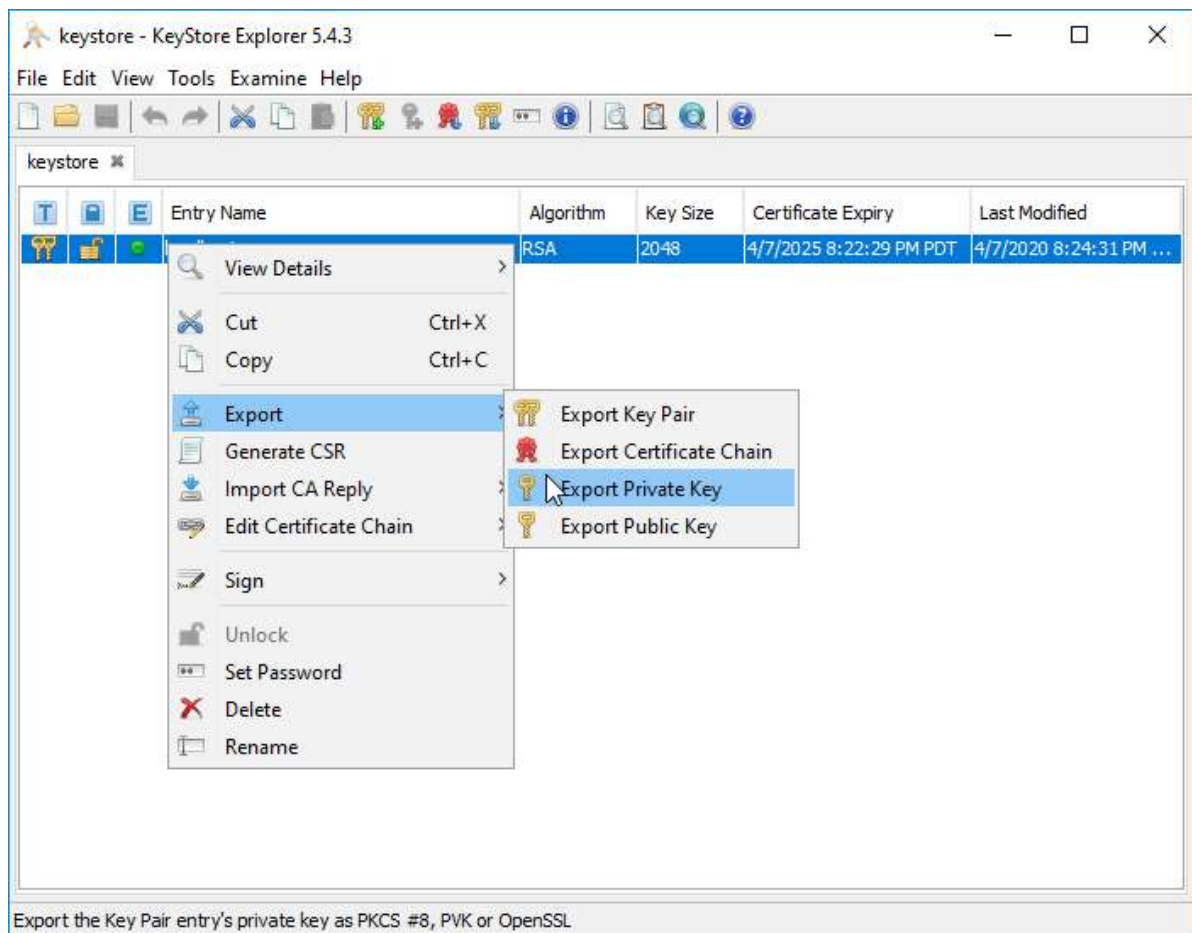 keystore - KeyStore Explorer 5.4.3
File Edit View Tools Examine Help
keystore
T E Entry Name Algorithm Key Size Certificate Expiry Last Modified
RSA 2048 4/7/2025 8:22:29 PM PDT 4/7/2020 8:24:31 PM ...
View Details
Cut Ctrl+X
Copy Ctrl+C
Export
Generate CSR
Import CA Reply
Edit Certificate Chain
Sign
Unlock
Set Password
Delete
Rename
Export Key Pair
Export Certificate Chain
Export Private Key
Export Public Key
Export the Key Pair entry's private key as PKCS #8, PVK or OpenSSL